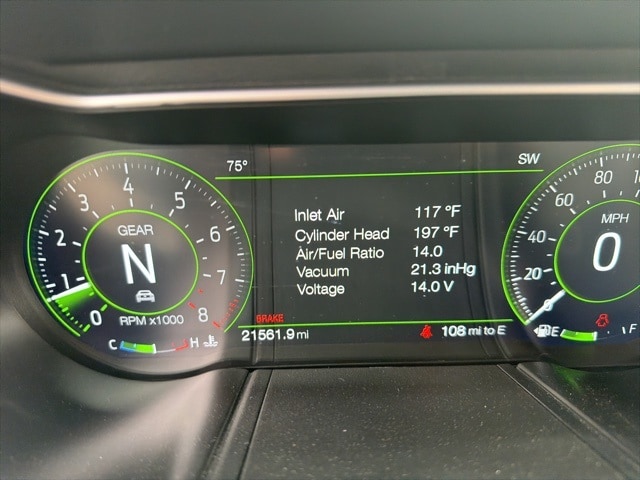 75° SW
4
3 5
2 6
1 7
0 8
GEAR
N
RPM x1000
C H
Inlet Air 117 °F
Cylinder Head 197 °F
Air/Fuel Ratio 14.0
Vacuum 21.3 inHg
Voltage 14.0 V
BRAKE
21561.9 mi 108 mi to E
80
60
40
20
0
MPH
0
E F